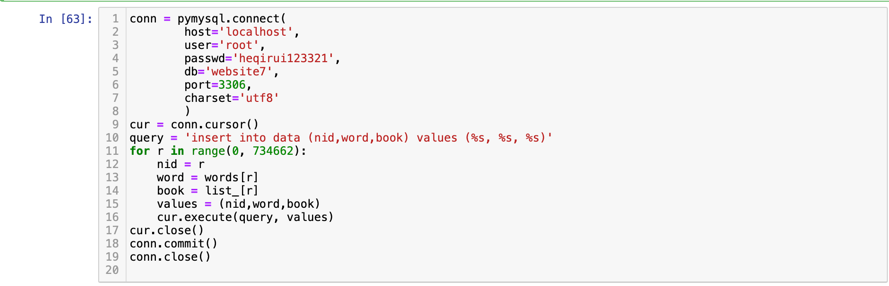 In [63]:
1 conn = pymysql.connect(
2         host='localhost',
3         user='root',
4         passwd='heqirui123321',
5         db='website7',
6         port=3306,
7         charset='utf8'
8         )
9 cur = conn.cursor()
10 query = 'insert into data (nid,word,book) values (%s, %s, %s)'
11 for r in range(0, 734662):
12     nid = r
13     word = words[r]
14     book = list_[r]
15     values = (nid,word,book)
16     cur.execute(query, values)
17 cur.close()
18 conn.commit()
19 conn.close()
20